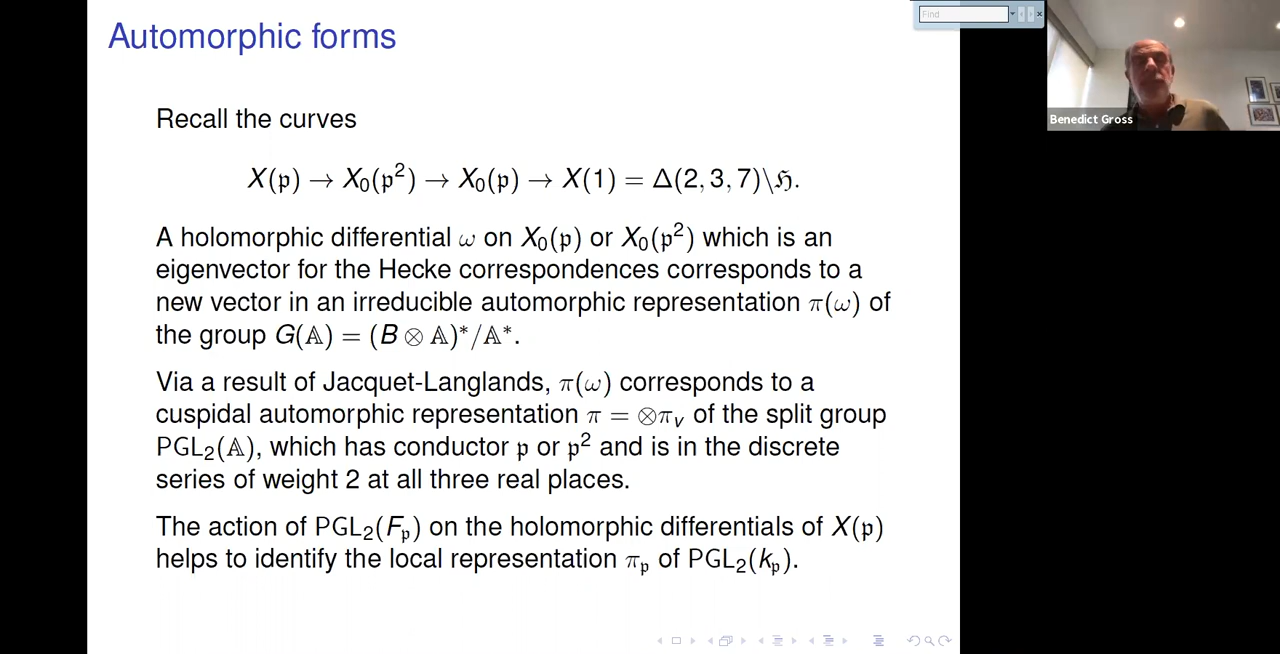 Automorphic forms
Find
Benedict Gross
Recall the curves
X(𝔭) → X₀(𝔭²) → X₀(𝔭) → X(1) = Δ(2, 3, 7)\ℌ.
A holomorphic differential ω on X₀(𝔭) or X₀(𝔭²) which is an
eigenvector for the Hecke correspondences corresponds to a
new vector in an irreducible automorphic representation π(ω) of
the group G(𝔸) = (B ⊗ 𝔸)*/𝔸*.
Via a result of Jacquet-Langlands, π(ω) corresponds to a
cuspidal automorphic representation π = ⊗πᵥ of the split group
PGL₂(𝔸), which has conductor 𝔭 or 𝔭² and is in the discrete
series of weight 2 at all three real places.
The action of PGL₂(F_𝔭) on the holomorphic differentials of X(𝔭)
helps to identify the local representation π_𝔭 of PGL₂(k_𝔭).